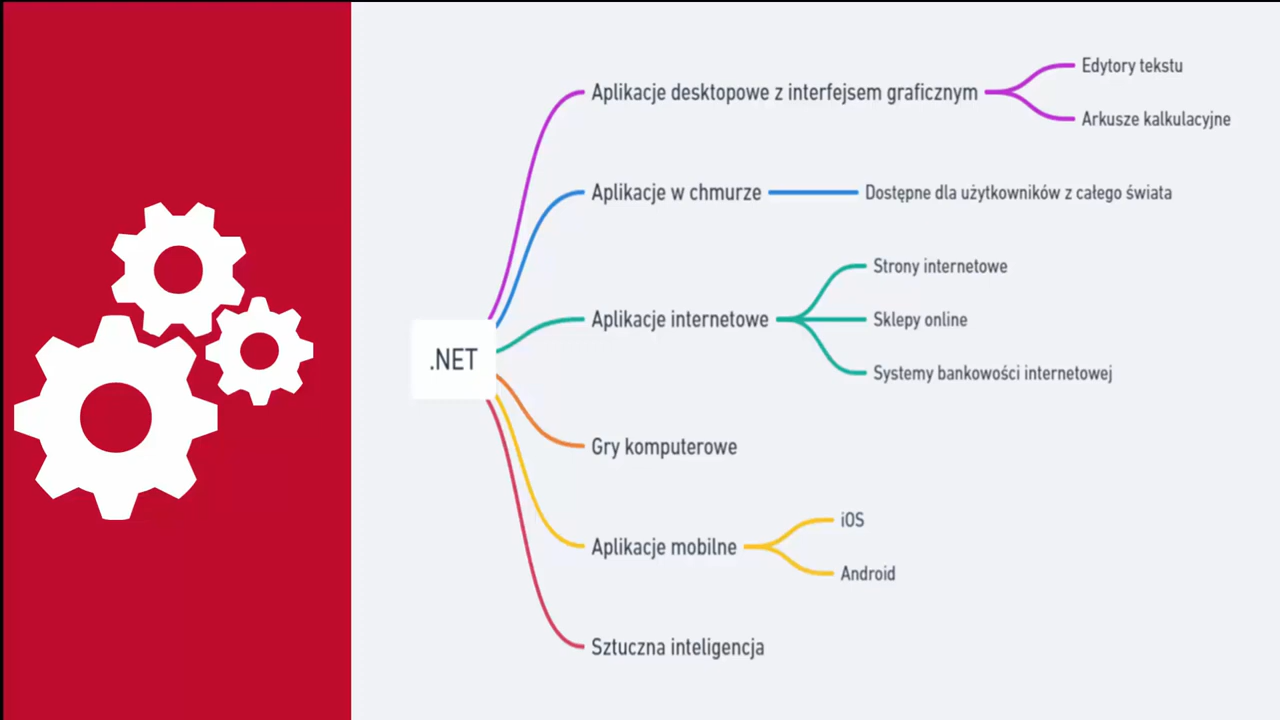 .NET
Aplikacje desktopowe z interfejsem graficznym
Edytory tekstu
Arkusze kalkulacyjne
Aplikacje w chmurze
Dostępne dla użytkowników z całego świata
Aplikacje internetowe
Strony internetowe
Sklepy online
Systemy bankowości internetowej
Gry komputerowe
Aplikacje mobilne
iOS
Android
Sztuczna inteligencja